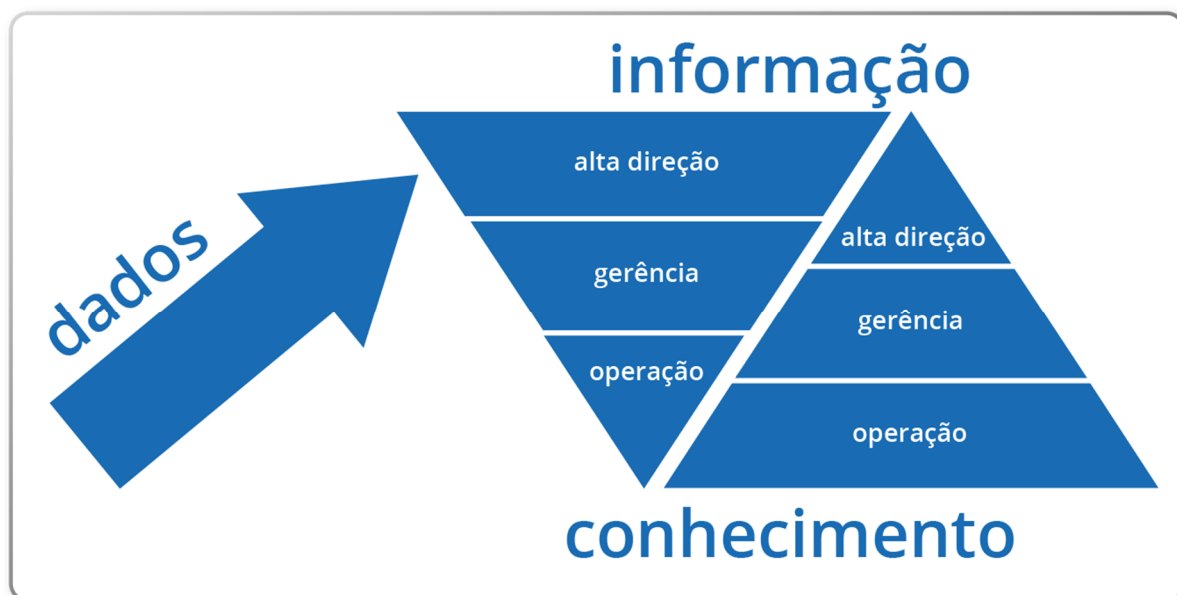 informação
dados
alta direção
gerência
operação
alta direção
gerência
operação
conhecimento